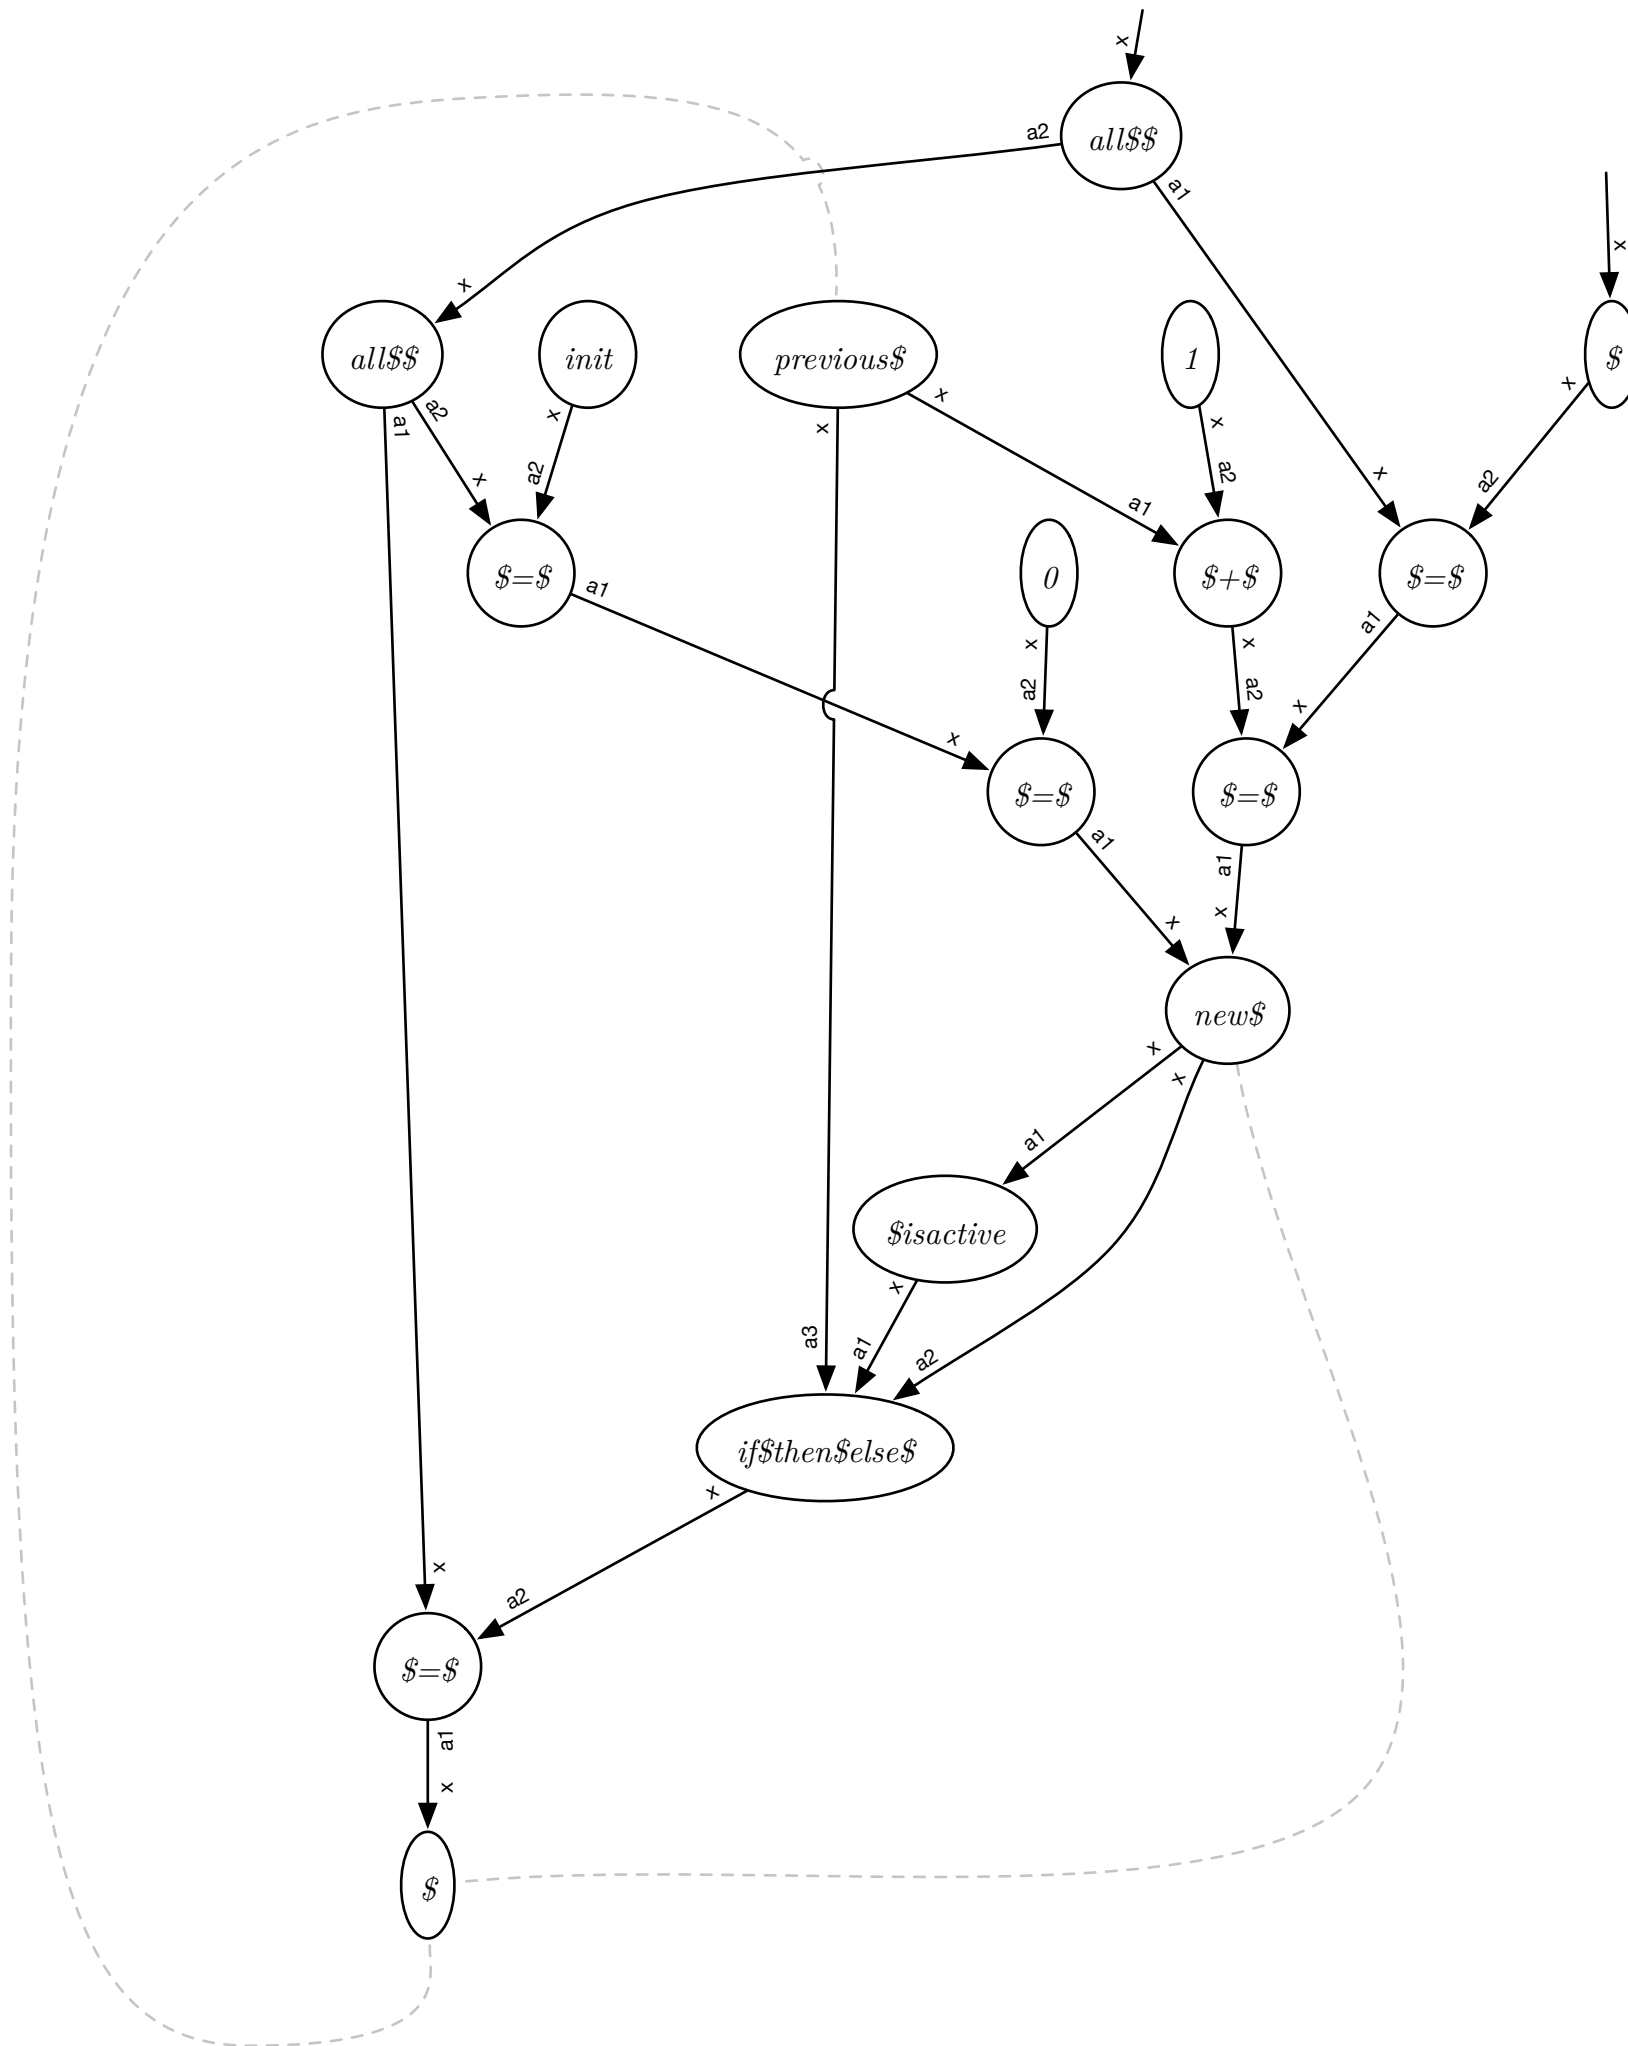 x
a2
all$$
a1
x
x
all$$
init
previous$
1
$
a1
a2
x
x
x
x
x
x
a2
a1
a2
x
a2
$=$
0
$+$
$=$
a1
x
x
a1
a2
a2
x
x
$=$
$=$
a1
a1
x
x
new$
x
x
a1
$isactive
x
a3
a1
a2
if$then$else$
x
x
a2
$=$
a1
x
$